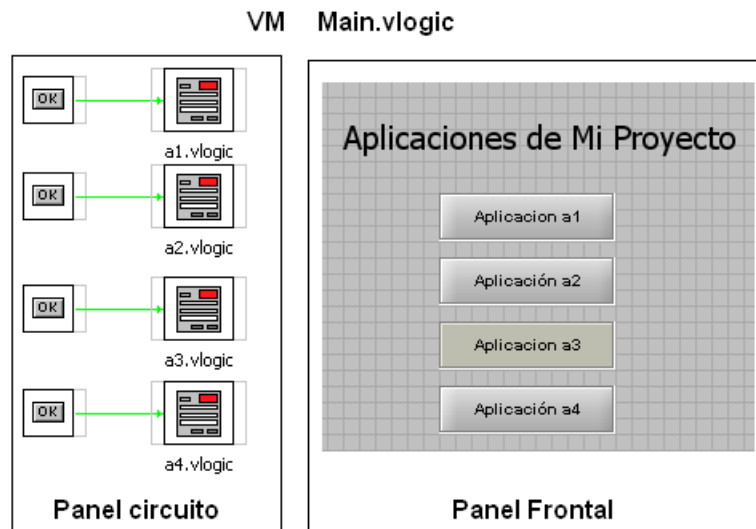 VM Main.vlogic
OK
a1.vlogic
OK
a2.vlogic
OK
a3.vlogic
OK
a4.vlogic
Panel circuito
Aplicaciones de Mi Proyecto
Aplicacion a1
Aplicación a2
Aplicacion a3
Aplicación a4
Panel Frontal